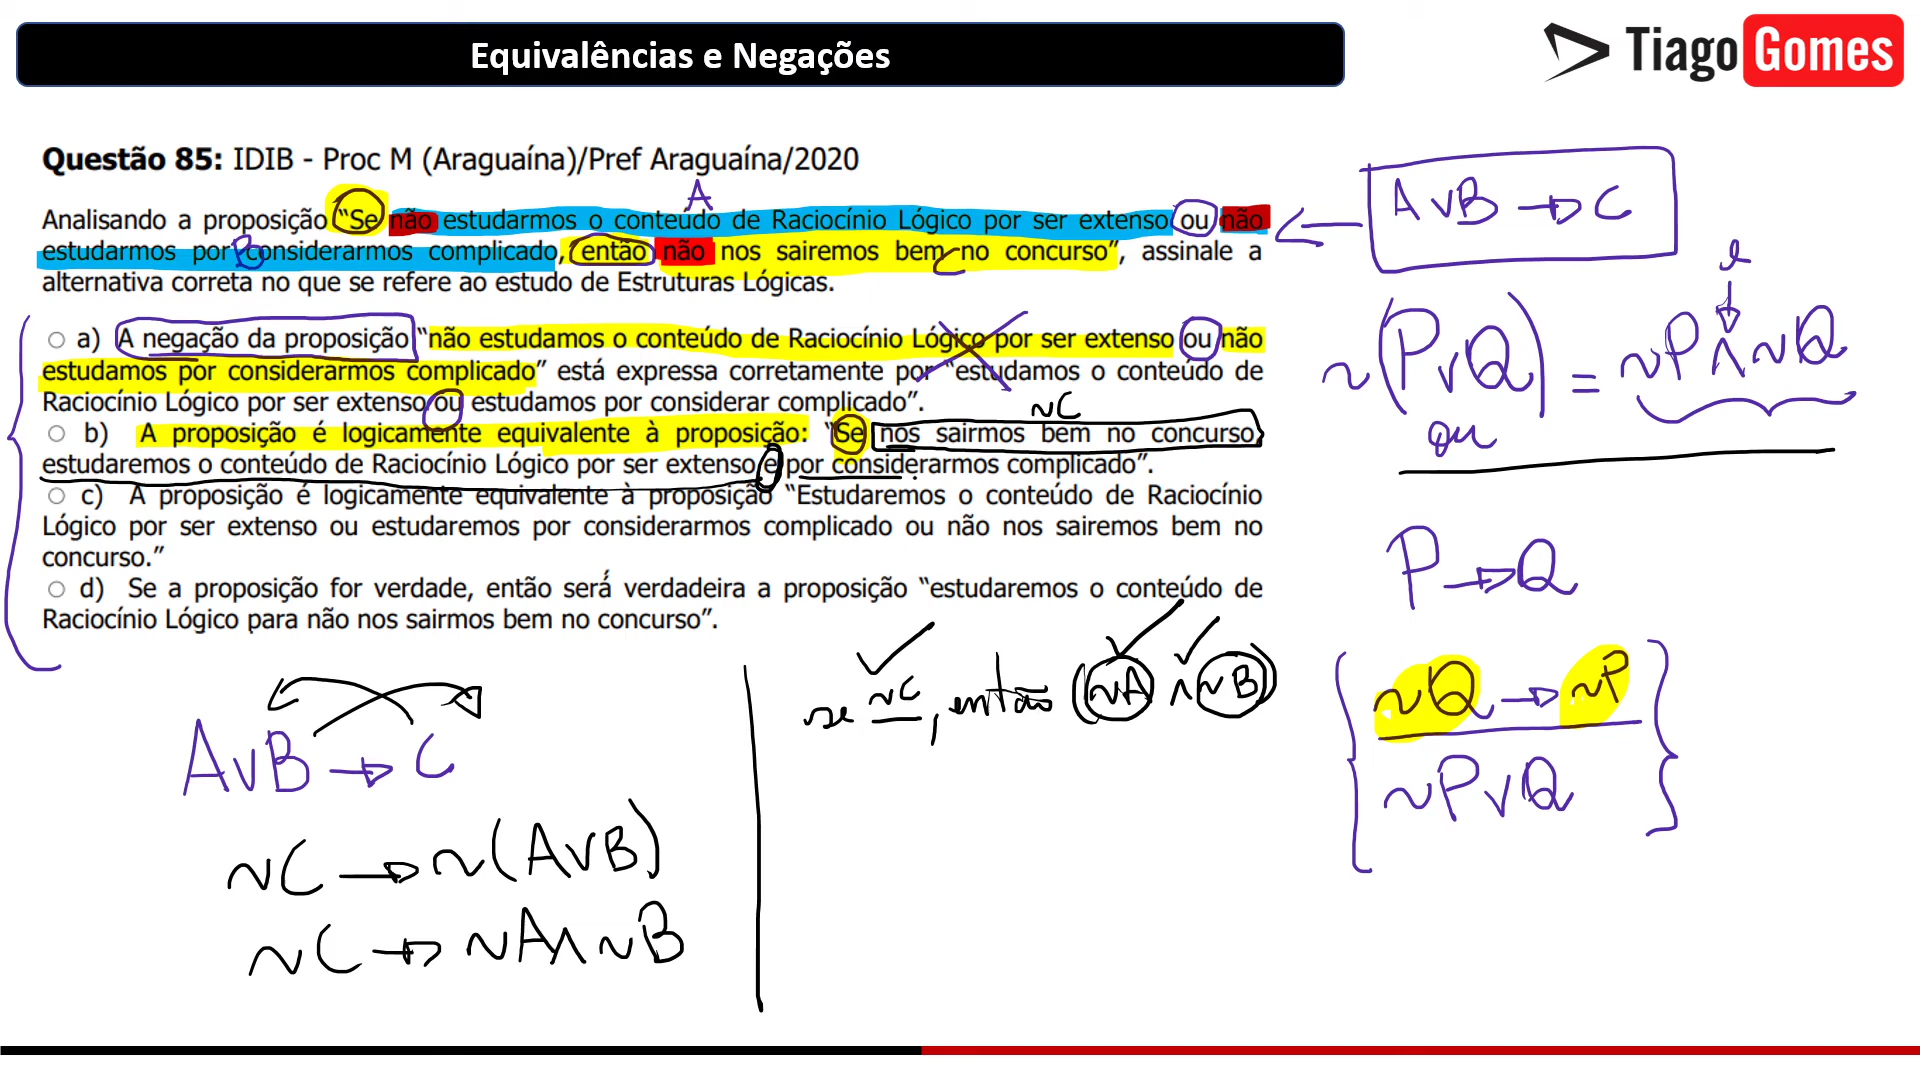 Equivalências e Negações
Tiago Gomes
Questão 85: IDIB - Proc M (Araguaína)/Pref Araguaína/2020
A
Analisando a proposição “Se não estudarmos o conteúdo de Raciocínio Lógico por ser extenso ou não
B
estudarmos por considerarmos complicado, então não nos sairemos bem no concurso”, assinale a
C
alternativa correta no que se refere ao estudo de Estruturas Lógicas.
a) A negação da proposição “não estudamos o conteúdo de Raciocínio Lógico por ser extenso ou não
estudamos por considerarmos complicado” está expressa corretamente por “estudamos o conteúdo de
Raciocínio Lógico por ser extenso ou estudamos por considerar complicado”.
~C
b) A proposição é logicamente equivalente à proposição: “Se nos sairmos bem no concurso,
estudaremos o conteúdo de Raciocínio Lógico por ser extenso e por considerarmos complicado”.
c) A proposição é logicamente equivalente à proposição “Estudaremos o conteúdo de Raciocínio
Lógico por ser extenso ou estudaremos por considerarmos complicado ou não nos sairemos bem no
concurso.”
d) Se a proposição for verdade, então será verdadeira a proposição “estudaremos o conteúdo de
Raciocínio Lógico para não nos sairmos bem no concurso”.
A∨B → C
e
~(P∨Q) = ~P ∧ ~Q
ou
P → Q
~Q → ~P
~P∨Q
A∨B → C
~C → ~(A∨B)
~C → ~A∧~B
se ~C, então (~A ∧ ~B)